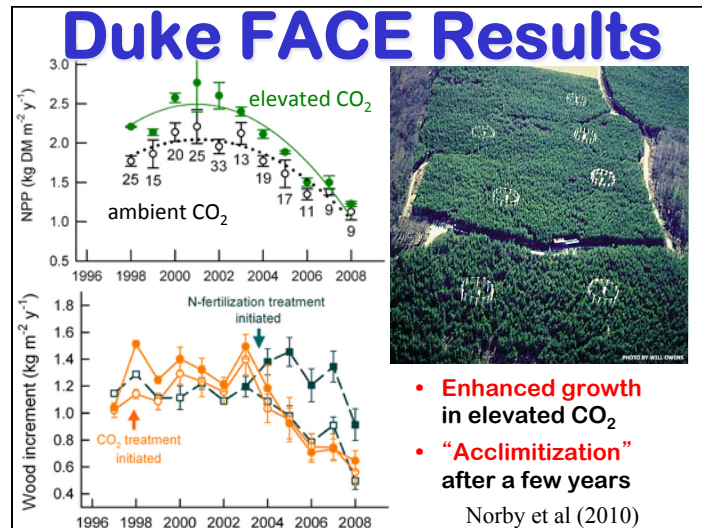 Duke FACE Results
3.0
2.5
2.0
1.5
1.0
0.5
NPP (kg DM m⁻² y⁻¹)
elevated CO₂
ambient CO₂
25
15
20
25
33
13
19
17
11
9
9
1996 1998 2000 2002 2004 2006 2008
1.8
1.6
1.4
1.2
1.0
0.8
0.6
0.4
Wood increment (kg m⁻² y⁻¹)
N-fertilization treatment
initiated
CO₂ treatment
initiated
1996 1998 2000 2002 2004 2006 2008
PHOTO BY WILL OWENS
• Enhanced growth
in elevated CO₂
• “Acclimitization”
after a few years
Norby et al (2010)